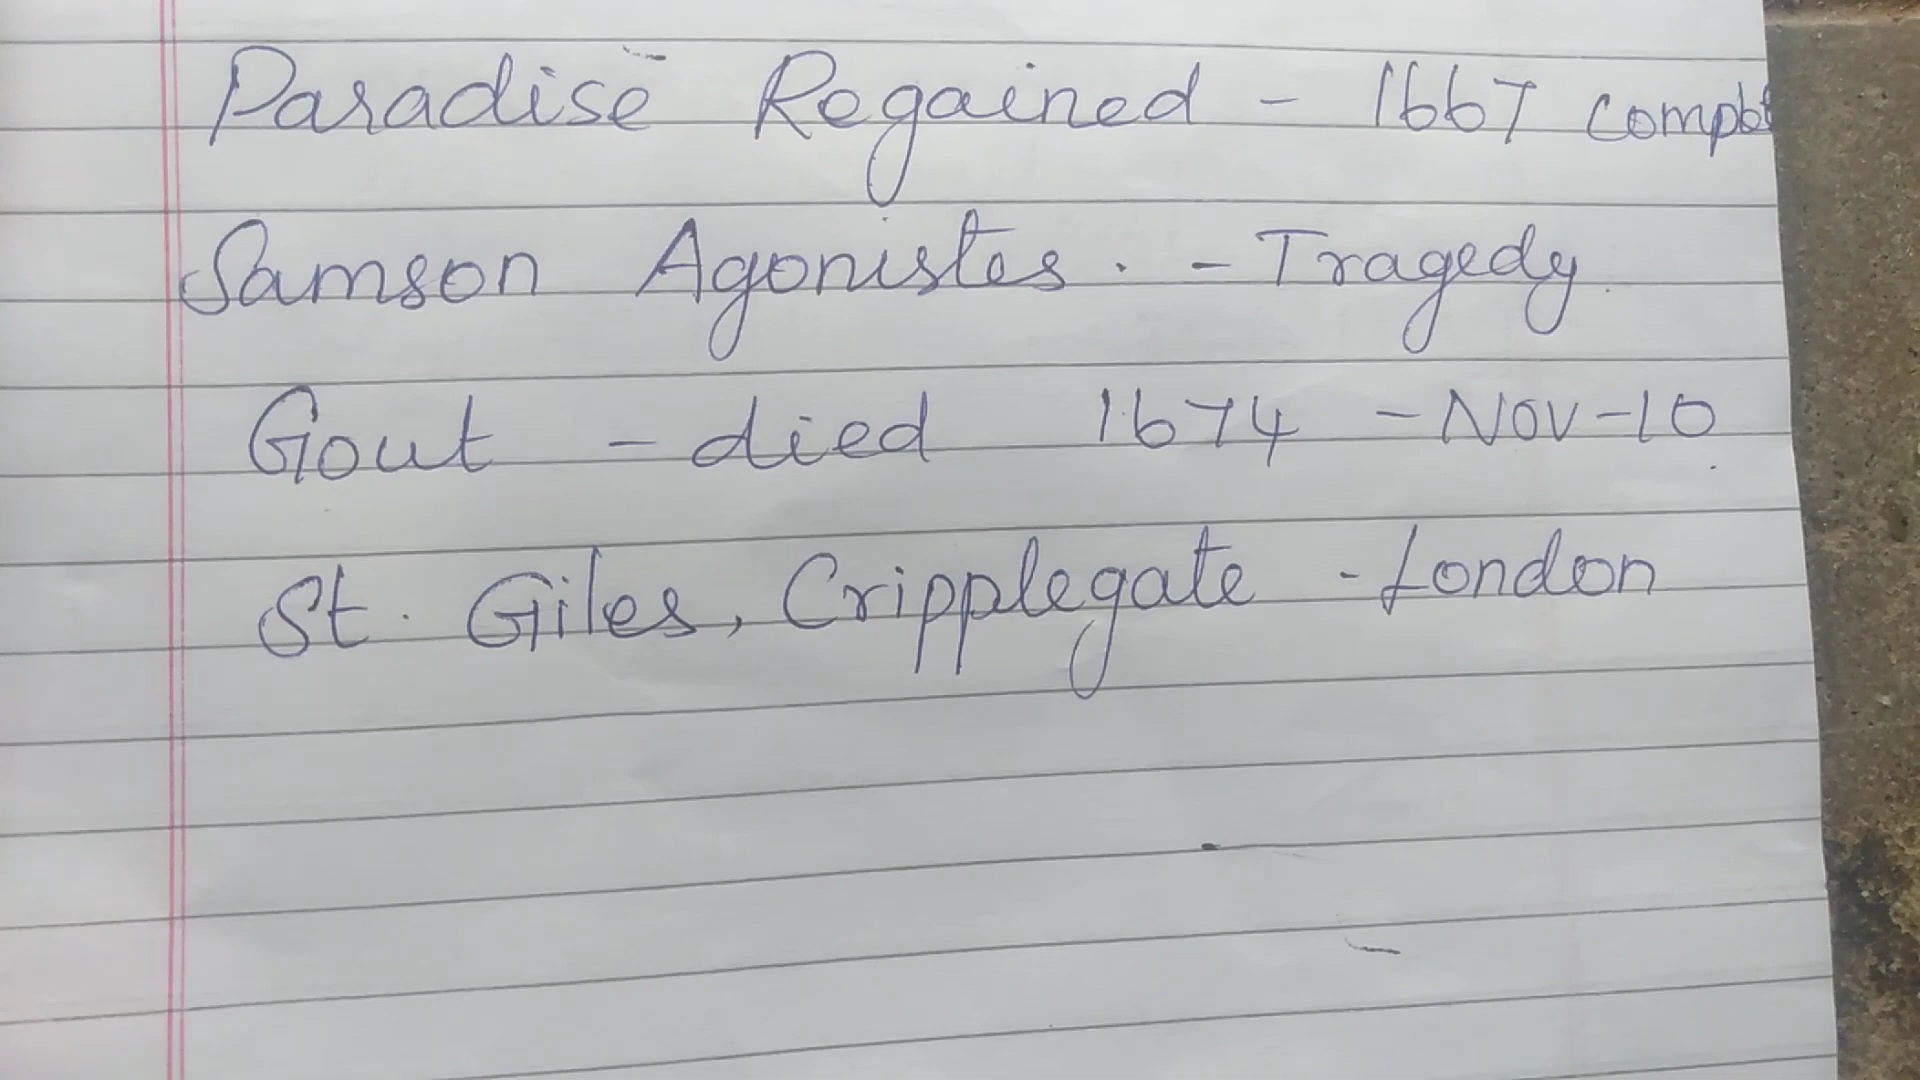 Paradise Regained - 1667
Samson Agonistes. - Tragedy
Gout - died 1674 - Nov-10
St. Giles, Cripplegate - London